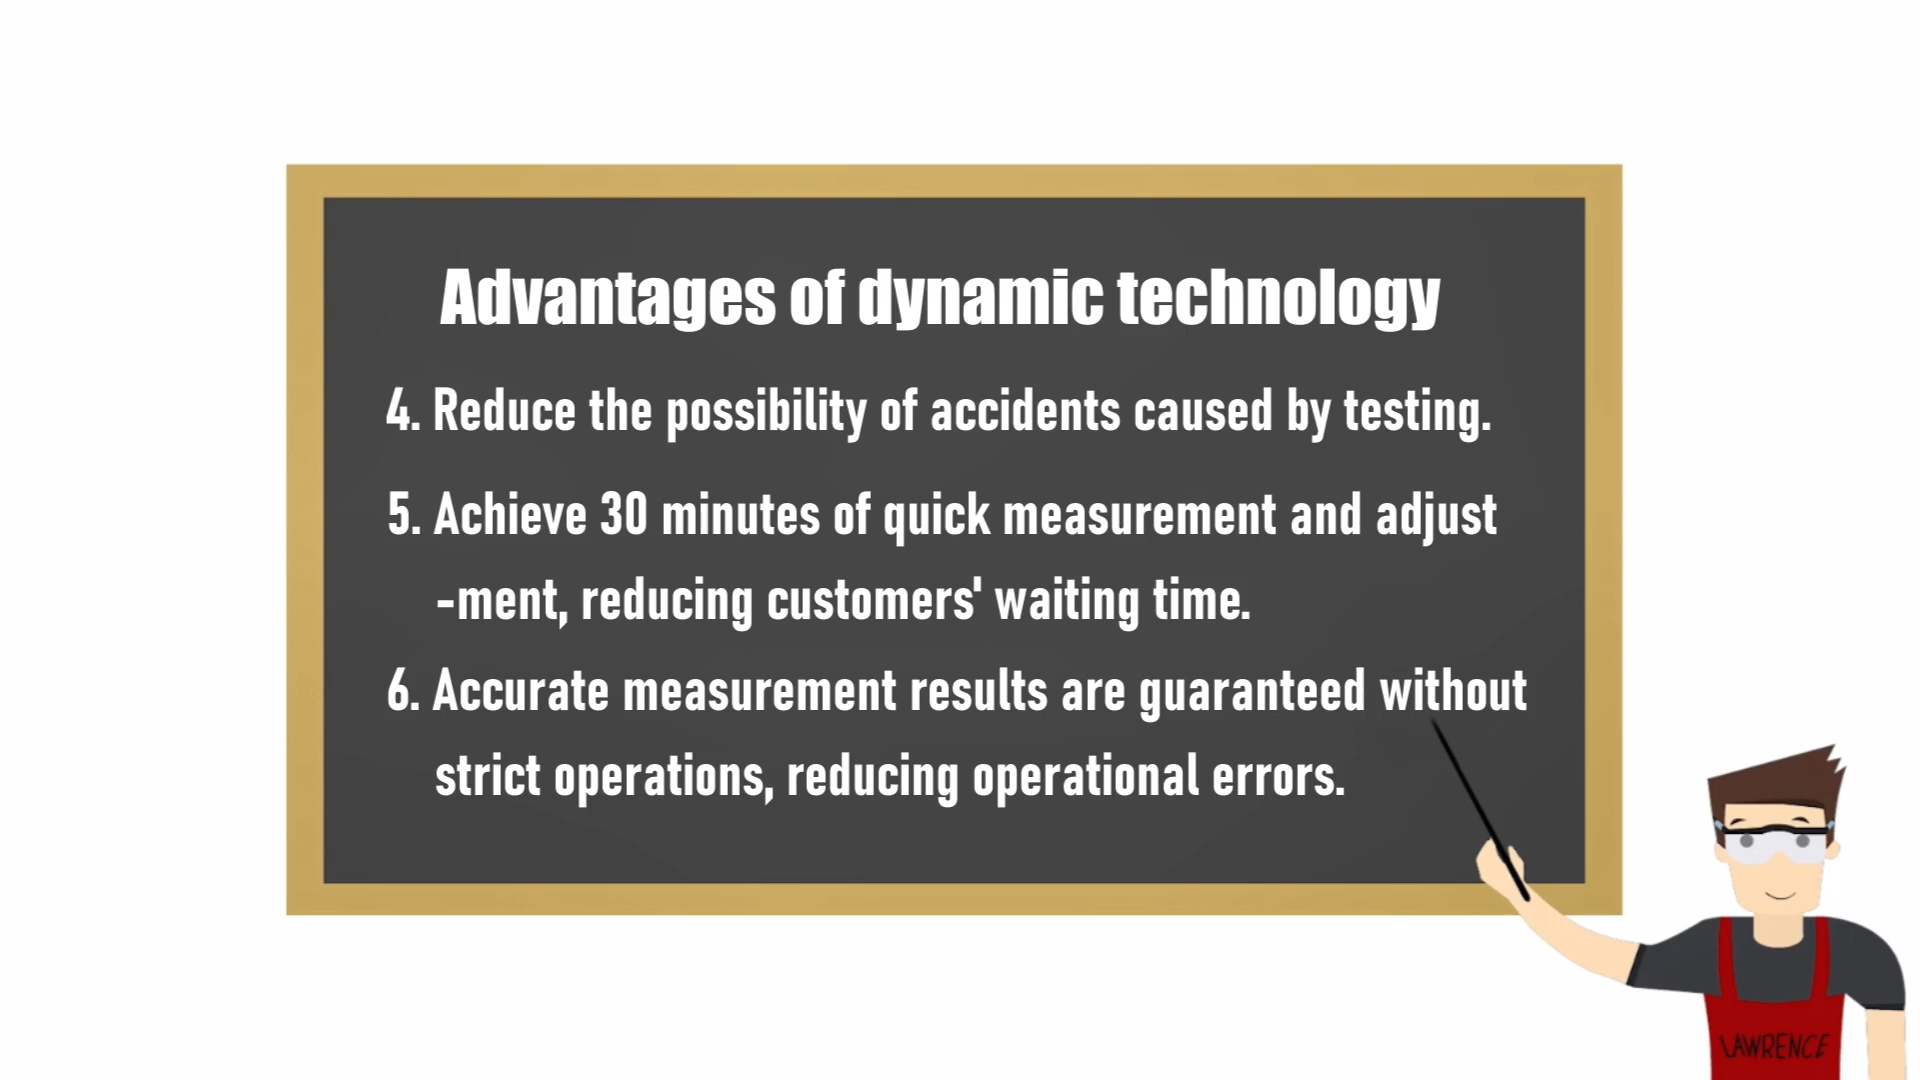 Advantages of dynamic technology
4. Reduce the possibility of accidents caused by testing.
5. Achieve 30 minutes of quick measurement and adjust
-ment, reducing customers' waiting time.
6. Accurate measurement results are guaranteed without
strict operations, reducing operational errors.
LAWRENCE